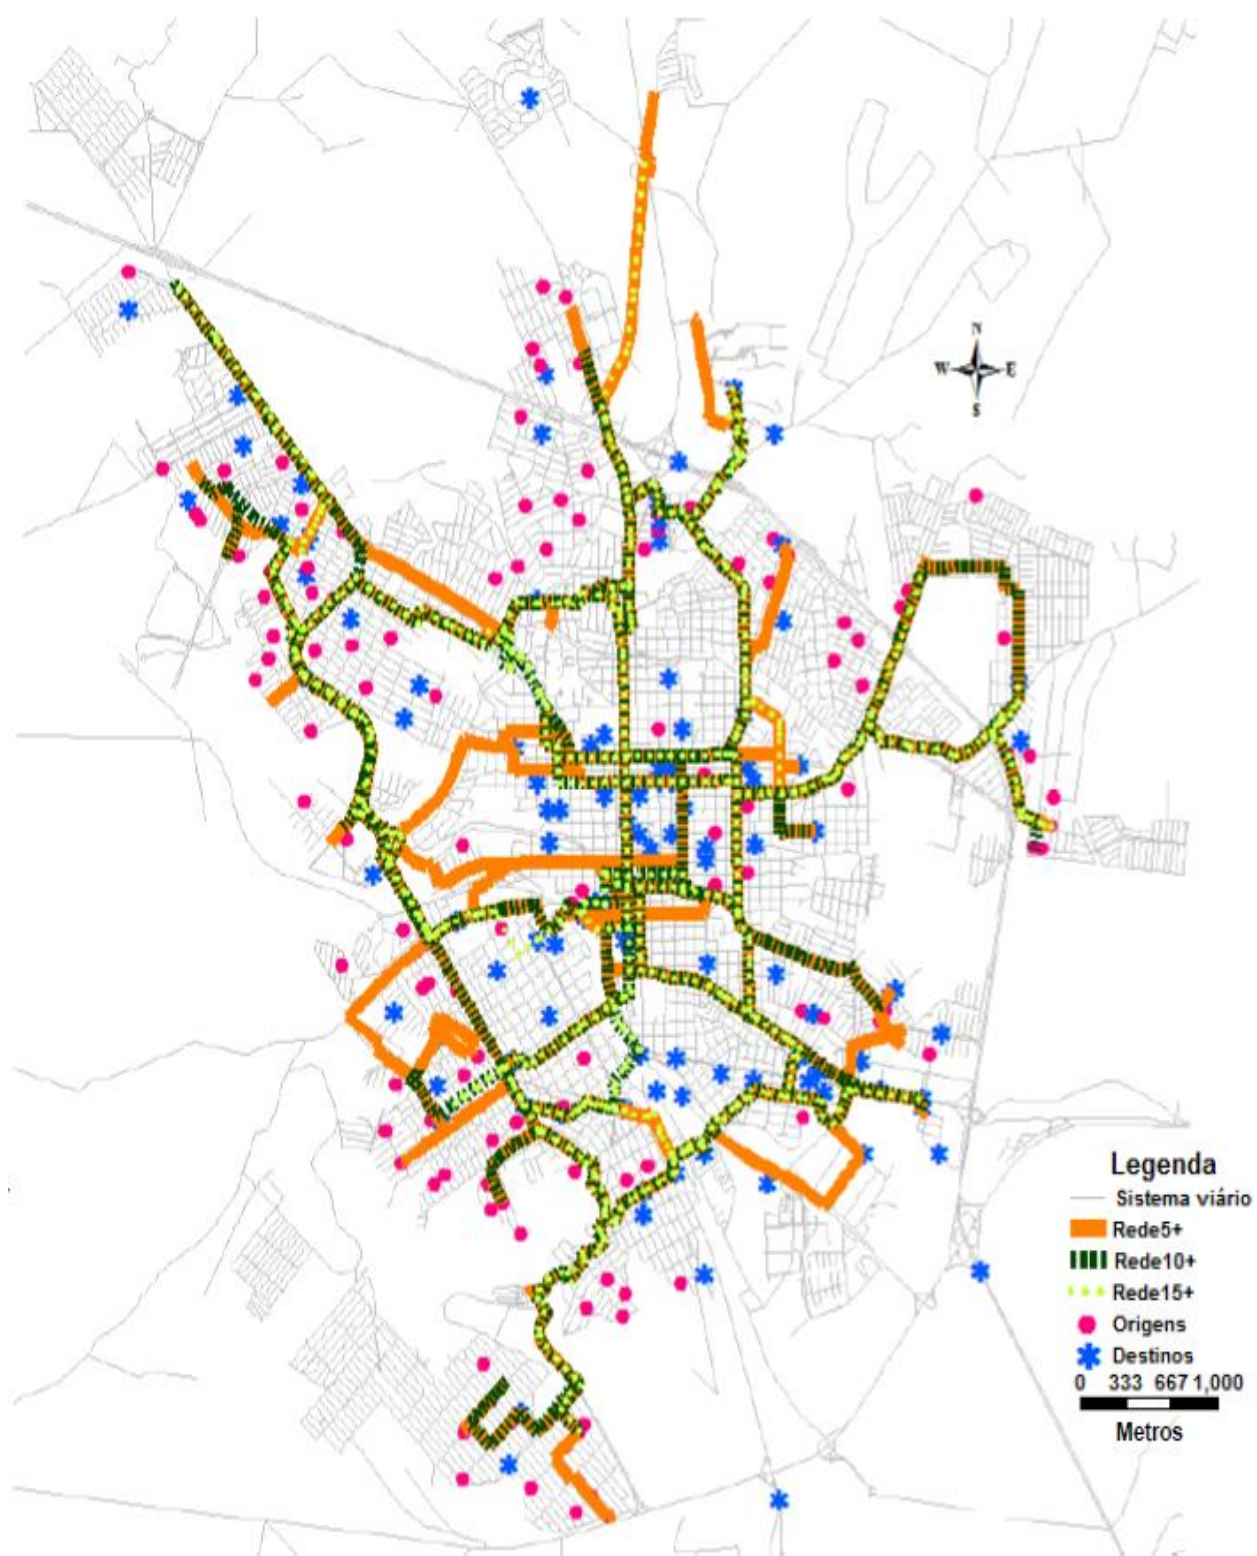 N
W E
S
Legenda
Sistema viário
Rede5+
Rede10+
Rede15+
Origens
Destinos
0 333 667 1,000
Metros